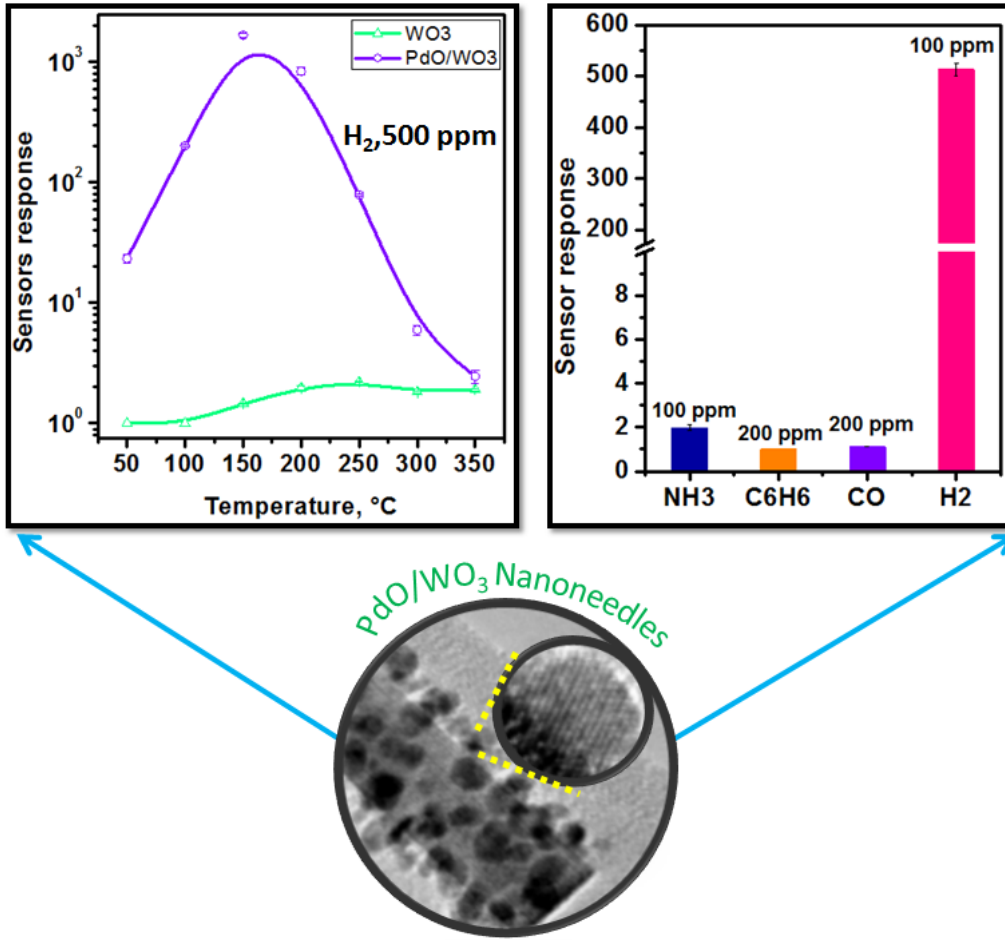 WO3
PdO/WO3
H₂,500 ppm
Sensors response
10³
10²
10¹
10⁰
50 100 150 200 250 300 350
Temperature, °C
Sensor response
600
500
400
300
200
8
6
4
2
0
100 ppm
200 ppm
200 ppm
100 ppm
NH3 C6H6 CO H2
PdO/WO₃ Nanoneedles